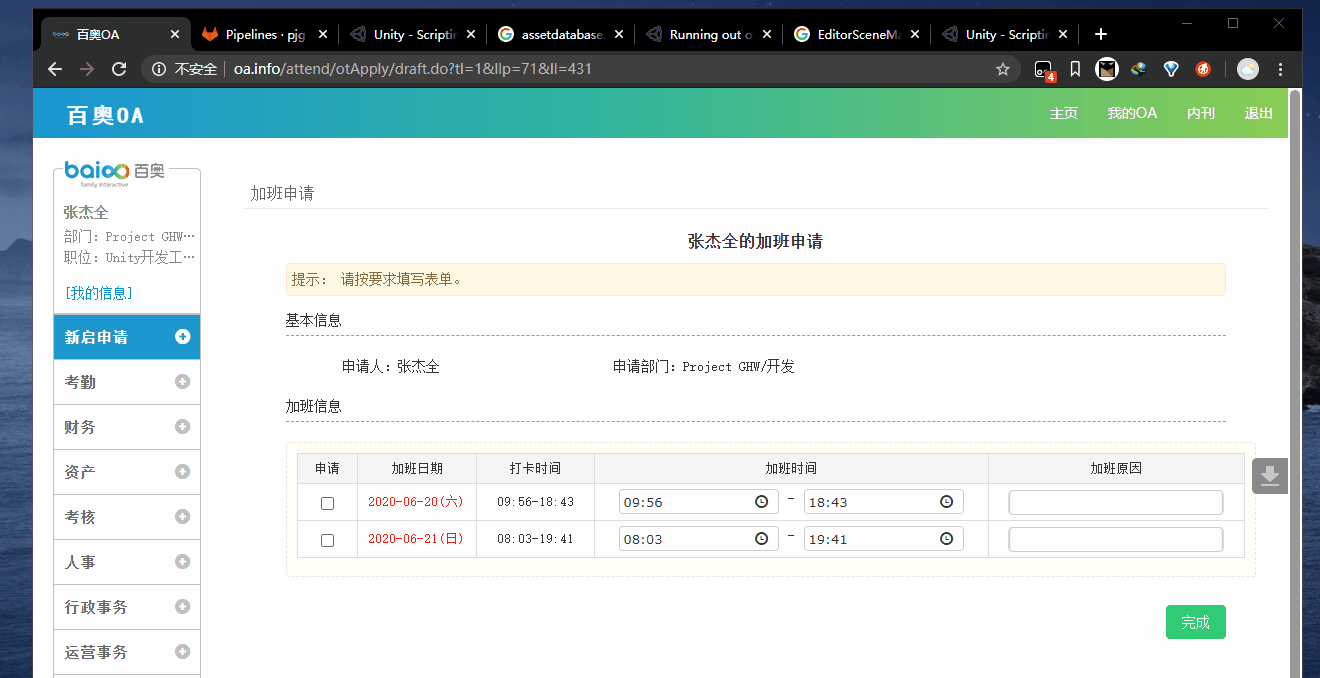 百奥OA
Pipelines · pjg
Unity - Scriptin
assetdatabase.
Running out o
EditorSceneMa
Unity - Scriptin
不安全 oa.info/attend/otApply/draft.do?tl=1&llp=71&ll=431
4
百奥OA
主页 我的OA 内刊 退出
baioo 百奥
family interactive
张杰全
部门: Project GHW…
职位: Unity开发工…
[我的信息]
新启申请
考勤
财务
资产
考核
人事
行政事务
运营事务
加班申请
张杰全的加班申请
提示： 请按要求填写表单。
基本信息
申请人：张杰全 申请部门：Project GHW/开发
加班信息
申请 加班日期 打卡时间 加班时间 加班原因
2020-06-20(六) 09:56-18:43 09:56 - 18:43
2020-06-21(日) 08:03-19:41 08:03 - 19:41
完成